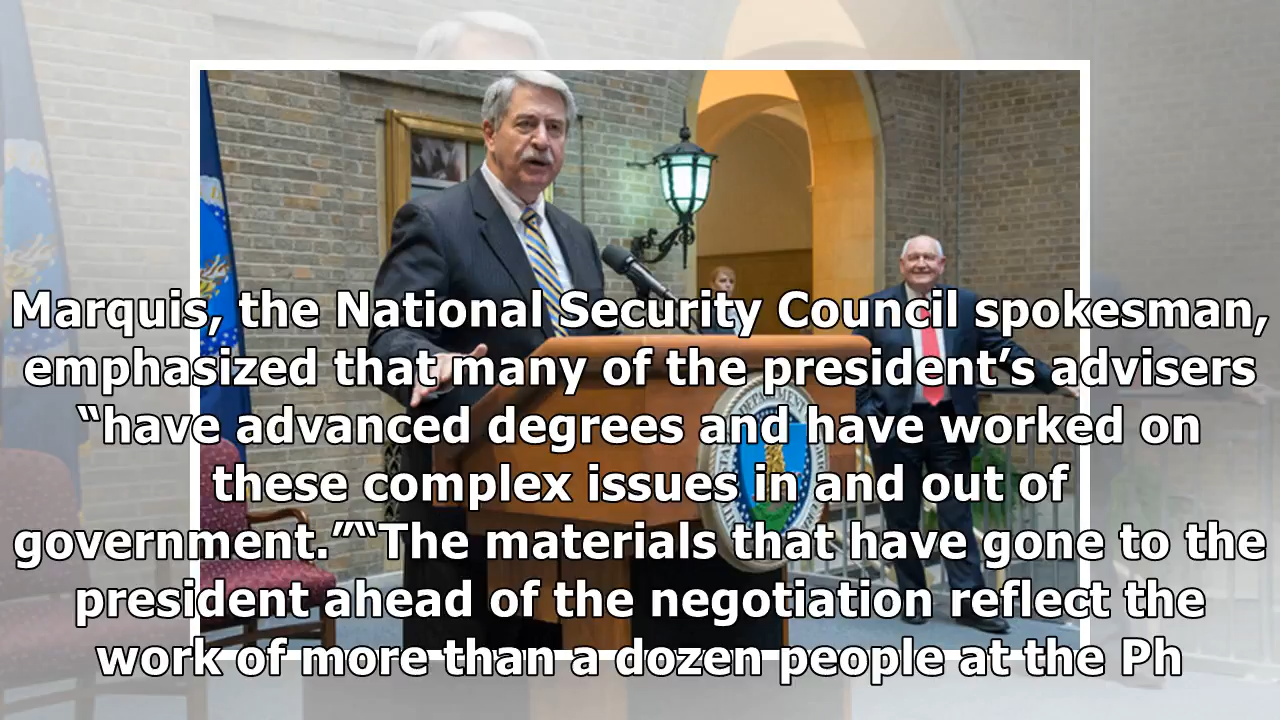 Marquis, the National Security Council spokesman,
emphasized that many of the president’s advisers
“have advanced degrees and have worked on
these complex issues in and out of
government.”“The materials that have gone to the
president ahead of the negotiation reflect the
work of more than a dozen people at the Ph